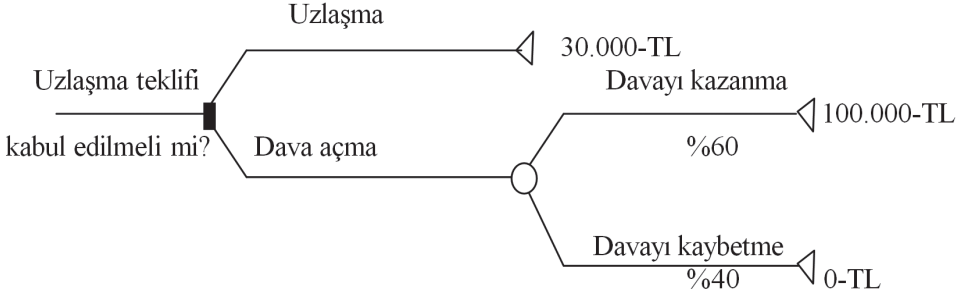 Uzlaşma
30.000-TL
Uzlaşma teklifi
kabul edilmeli mi?
Dava açma
Davayı kazanma
%60
100.000-TL
Davayı kaybetme
%40
0-TL